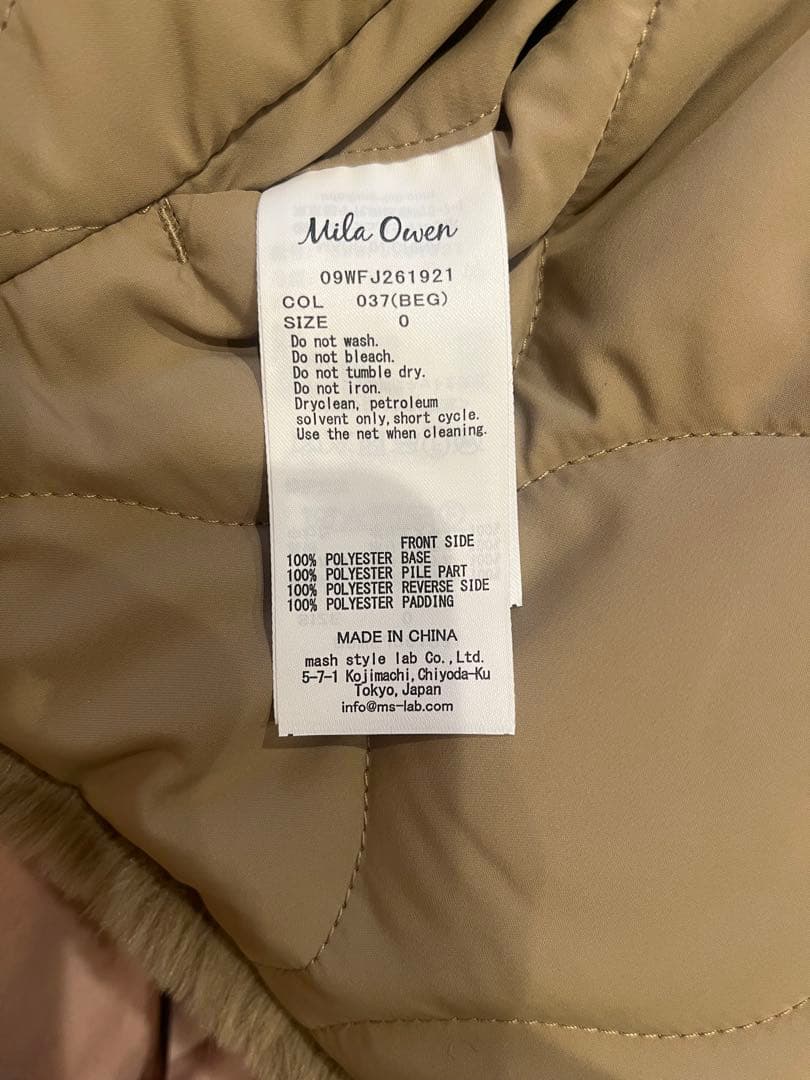 Mila Owen
09WFJ261921
COL 037(BEG)
SIZE 0
Do not wash.
Do not bleach.
Do not tumble dry.
Do not iron.
Dryclean, petroleum
solvent only, short cycle.
Use the net when cleaning.
FRONT SIDE
100% POLYESTER BASE
100% POLYESTER PILE PART
100% POLYESTER REVERSE SIDE
100% POLYESTER PADDING
MADE IN CHINA
mash style lab Co.,Ltd.
5-7-1 Kojimachi,Chiyoda-Ku
Tokyo,Japan
info@ms-lab.com